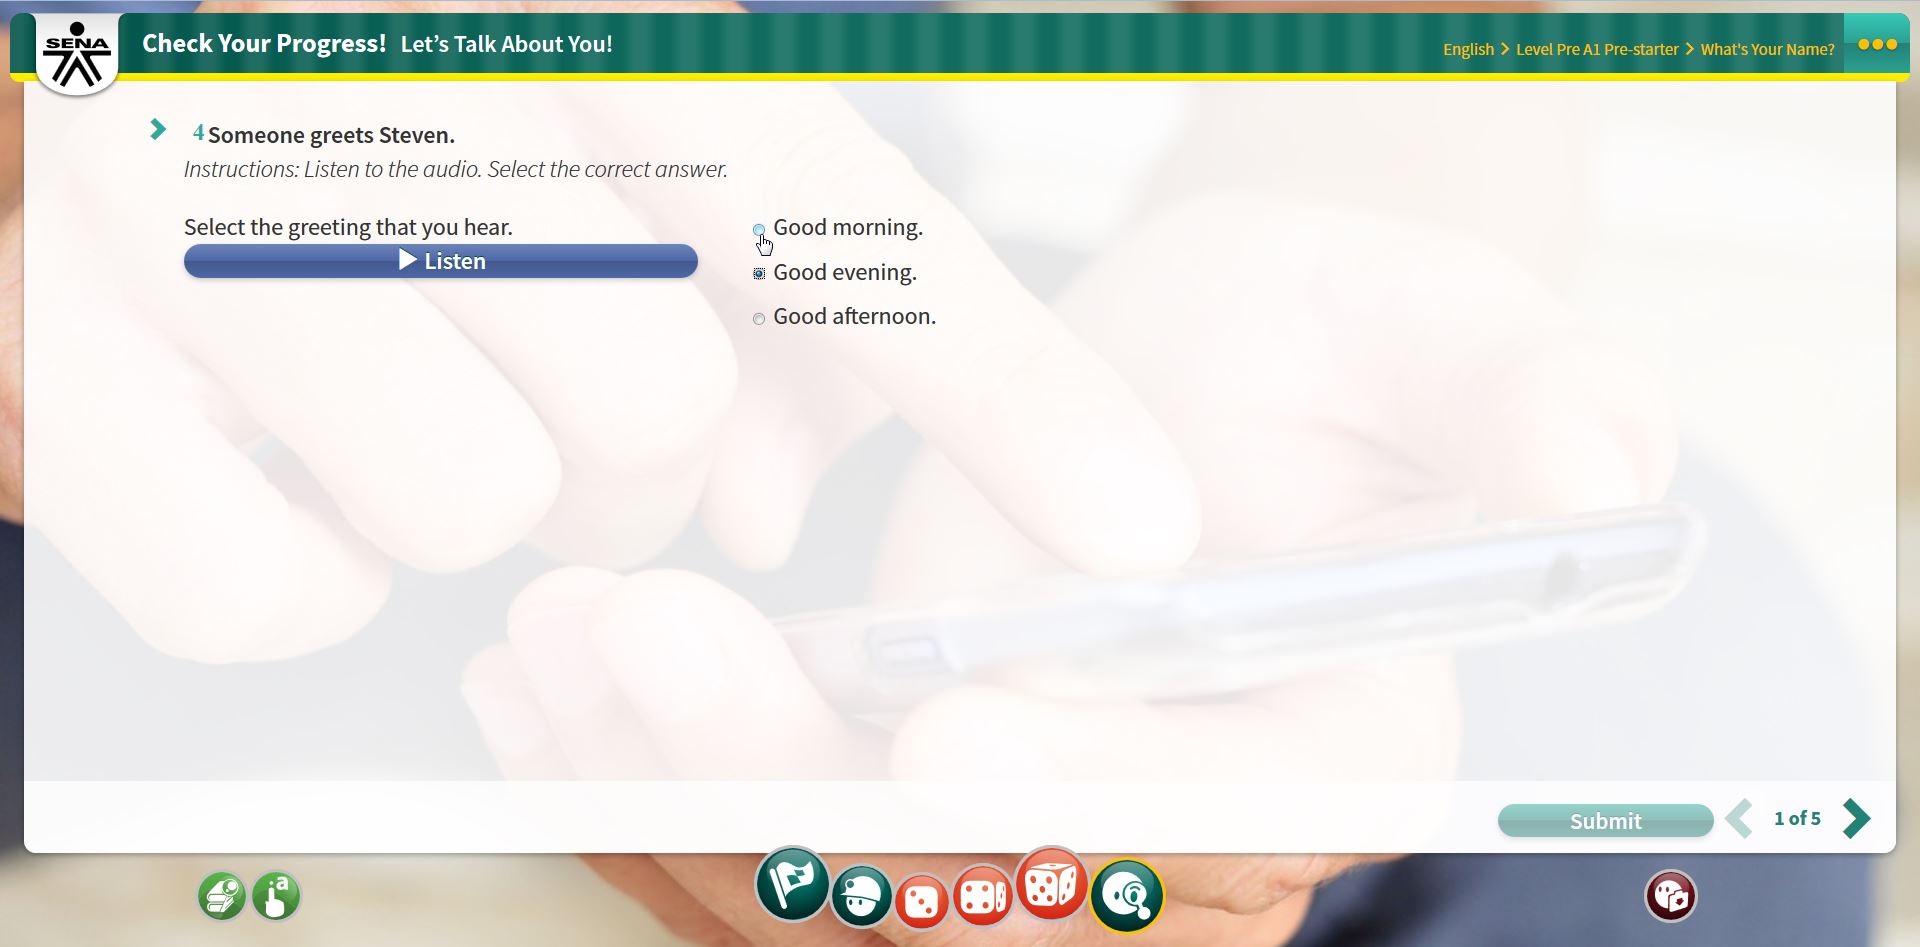 SENA
Check Your Progress! Let's Talk About You!
English > Level Pre A1 Pre-starter > What's Your Name?
4 Someone greets Steven.
Instructions: Listen to the audio. Select the correct answer.
Select the greeting that you hear.
Listen
Good morning.
Good evening.
Good afternoon.
Submit
1 of 5
a